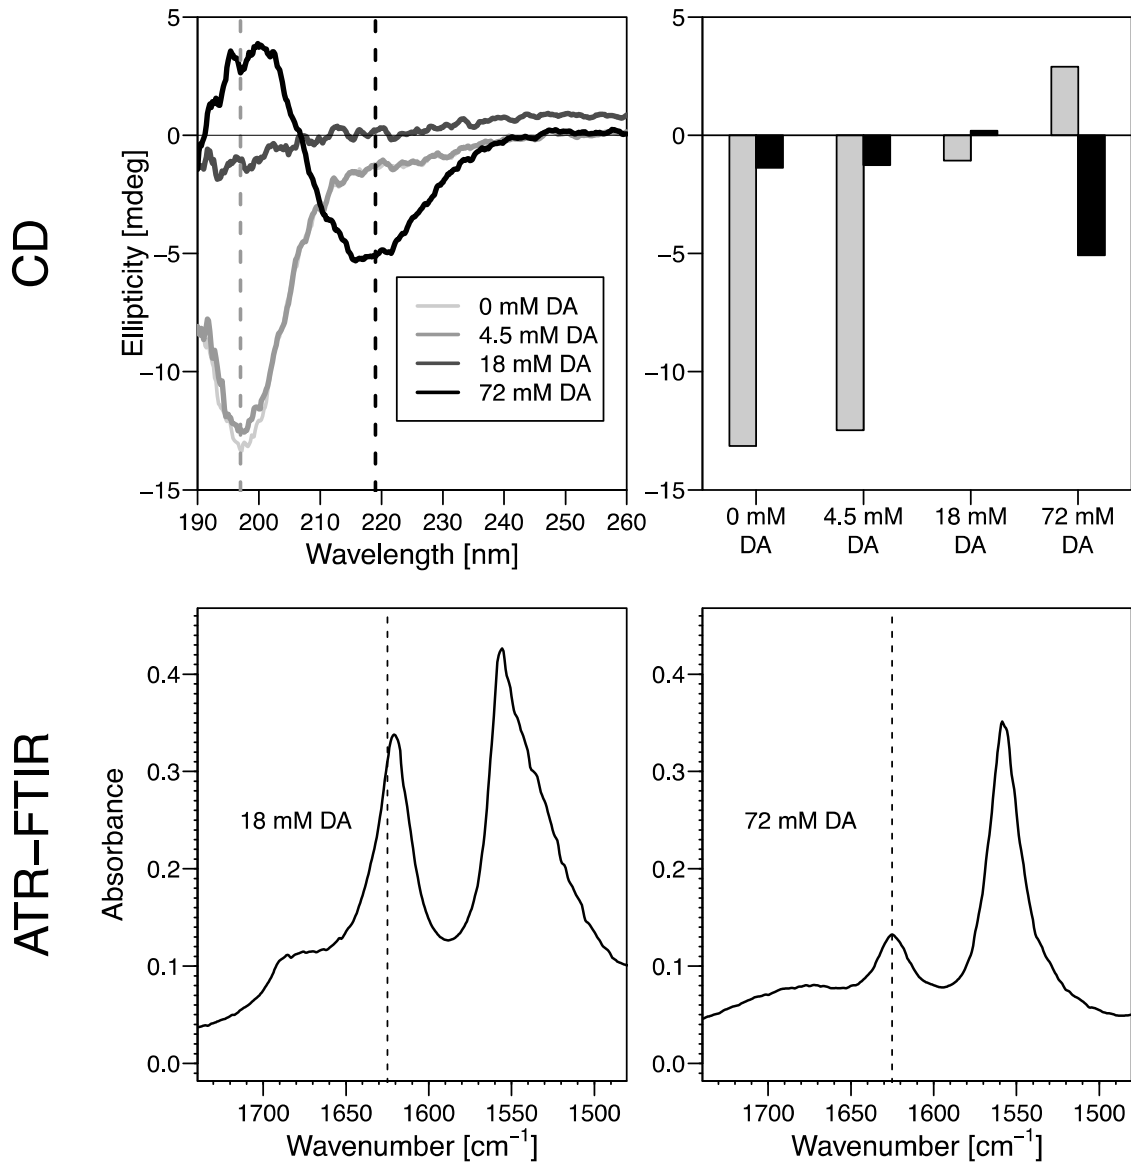 CD
Ellipticity [mdeg]
5
0
−5
−10
−15
0 mM DA
4.5 mM DA
18 mM DA
72 mM DA
190 200 210 220 230 240 250 260
Wavelength [nm]
5
0
−5
−10
−15
0 mM 4.5 mM 18 mM 72 mM
DA DA DA DA
ATR−FTIR
Absorbance
0.4
0.3
0.2
0.1
0.0
18 mM DA
1700 1650 1600 1550 1500
Wavenumber [cm⁻¹]
0.4
0.3
0.2
0.1
0.0
72 mM DA
1700 1650 1600 1550 1500
Wavenumber [cm⁻¹]